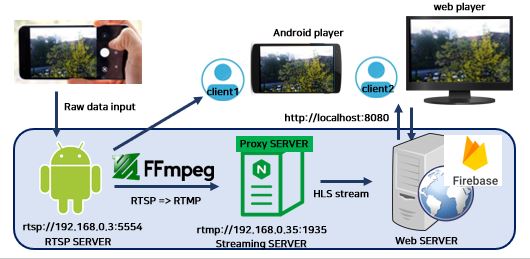 web player
Android player
client1
client2
Raw data input
http://localhost:8080
Proxy SERVER
FFmpeg
N
Firebase
RTSP => RTMP
HLS stream
rtsp://192,168,0,3:5554
RTSP SERVER
rtmp://192,168,0,35:1935
Streaming SERVER
Web SERVER